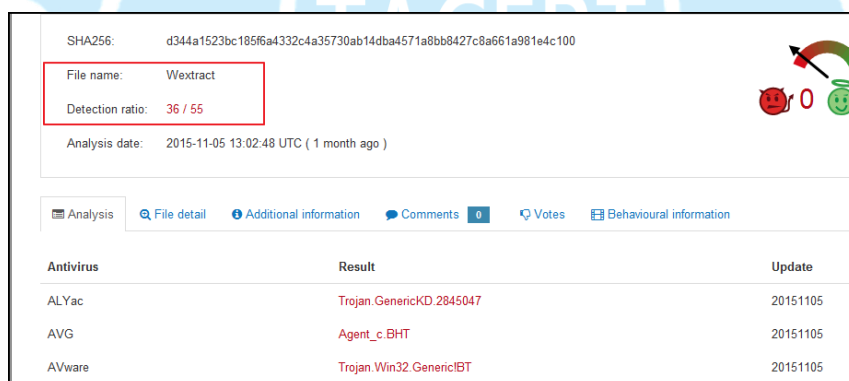 SHA256: d344a1523bc185f6a4332c4a35730ab14dba4571a8bb8427c8a661a981e4c100
File name: Wextract
Detection ratio: 36 / 55
0
Analysis date: 2015-11-05 13:02:48 UTC ( 1 month ago )
Analysis File detail Additional information Comments 0 Votes Behavioural information
Antivirus Result Update
ALYac Trojan.GenericKD.2845047 20151105
AVG Agent_c.BHT 20151105
AVware Trojan.Win32.Generic!BT 20151105